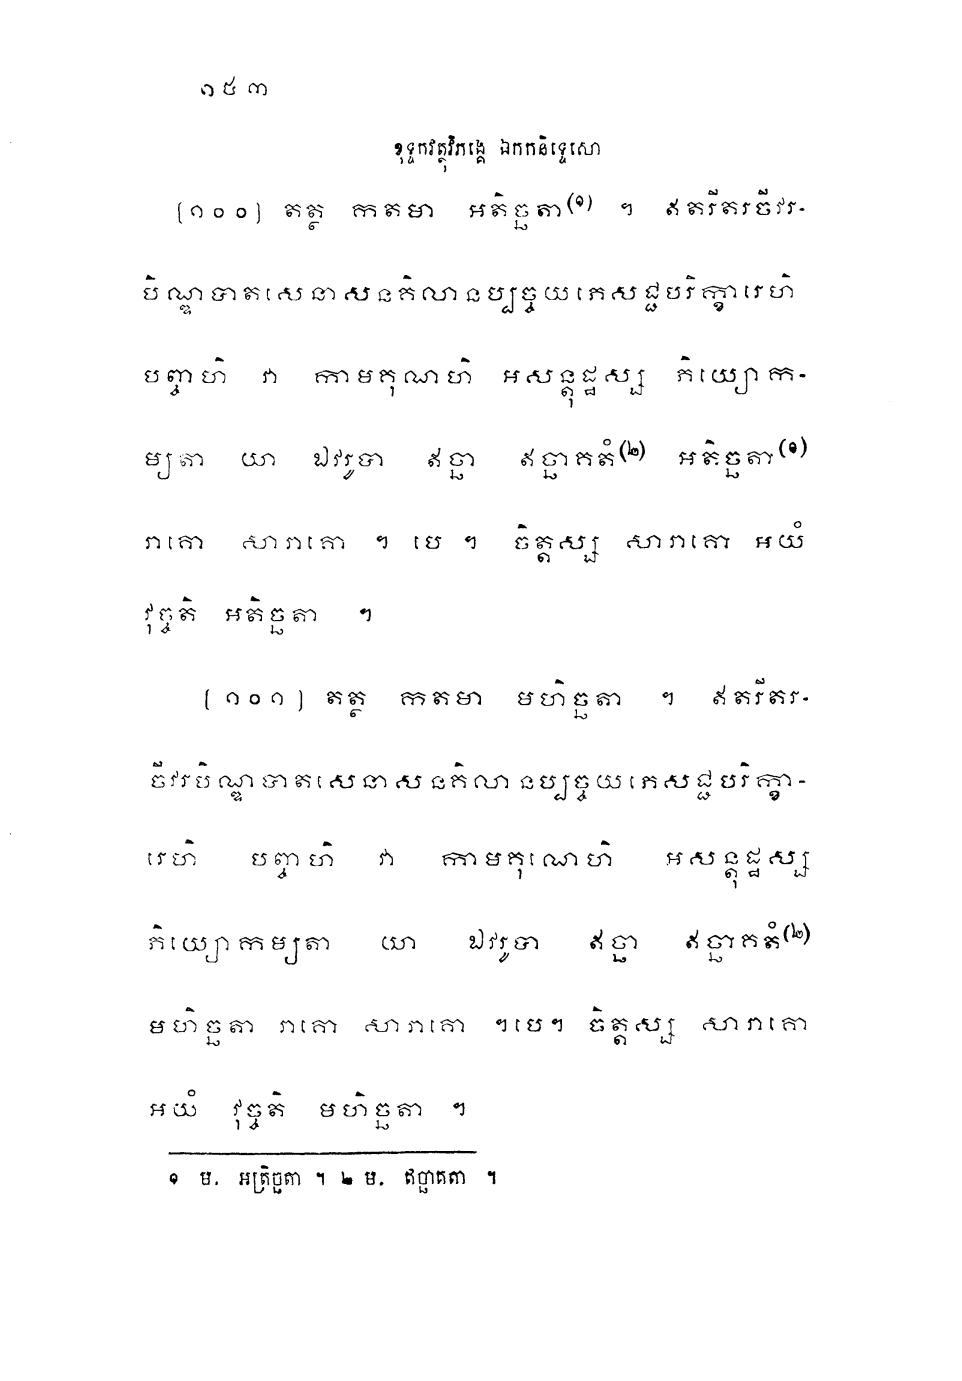 ១៥៣
ខុទ្ទកវត្ថុវិភង្គេ ឯកកនិទ្ទេសោ
[១០០] តត្ថ កតមា អតិច្ឆតា(១) ។ ឥតរីតរចីវរ-
បិណ្ឌបាតសេនាសនគិលានប្បច្ចយភេសជ្ជបរិក្ខារេហិ
បញ្ចហិ វា កាមគុណហិ អសន្តុដ្ឋស្ស ភិយ្យោក-
ម្យតា យា ឯវរូបា ឥច្ឆា ឥច្ឆាគតំ(២) អតិច្ឆតា(១)
រាគោ សារាគោ ។ បេ ។ ចិត្តស្ស សារាគោ អយំ
វុច្ចតិ អតិច្ឆតា ។
[១០១] តត្ថ កតមា មហិច្ឆតា ។ ឥតរីតរ-
ចីវរបិណ្ឌបាតសេនាសនគិលានប្បច្ចយភេសជ្ជបរិក្ខា-
រេហិ បញ្ចហិ វា កាមគុណេហិ អសន្តុដ្ឋស្ស
ភិយ្យោកម្យតា យា ឯវរូបា ឥច្ឆា ឥច្ឆាគតំ(២)
មហិច្ឆតា រាគោ សារាគោ ។បេ។ ចិត្តស្ស សារាគោ
អយំ វុច្ចតិ មហិច្ឆតា ។
១ ម. អត្រិច្ឆតា ។ ២ ម. ឥច្ឆាគតា ។